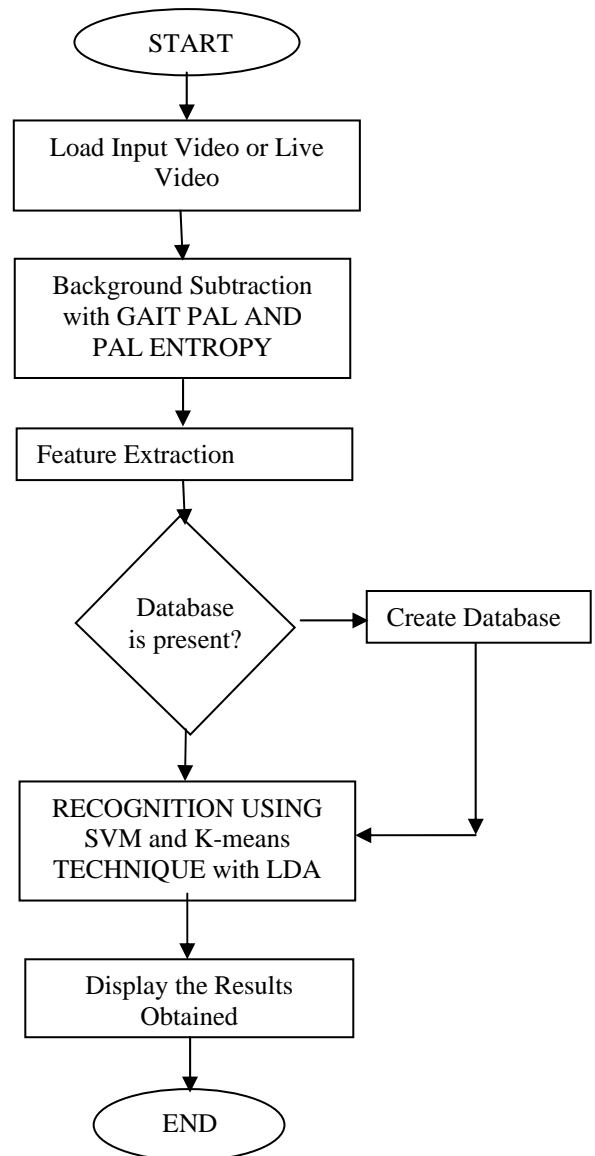 START
Load Input Video or Live
Video
Background Subtraction
with GAIT PAL AND
PAL ENTROPY
Feature Extraction
Database
is present?
Create Database
RECOGNITION USING
SVM and K-means
TECHNIQUE with LDA
Display the Results
Obtained
END